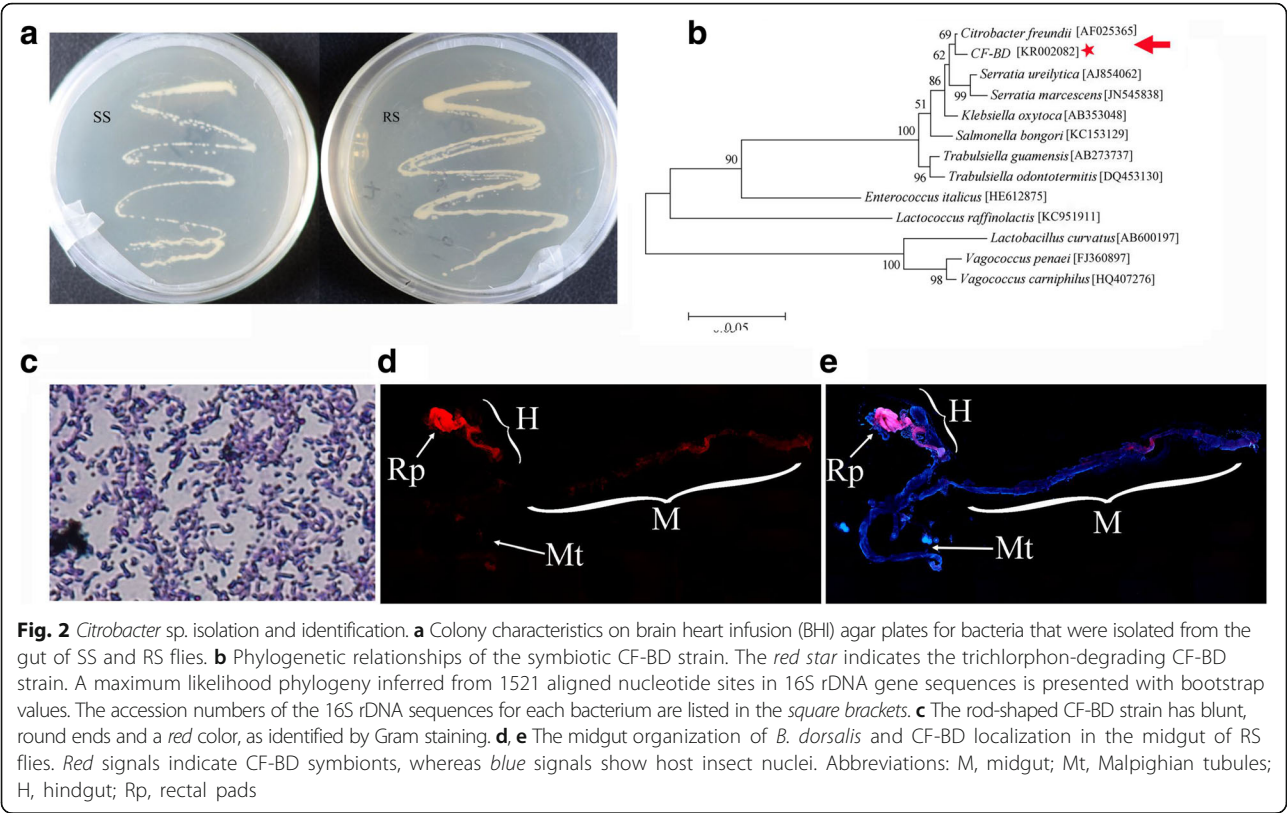 a
SS
RS
b
69
Citrobacter freundii [AF025365]
CF-BD [KR002082]
62
Serratia ureilytica [AJ854062]
86
99
Serratia marcescens [JN545838]
51
Klebsiella oxytoca [AB353048]
100
Salmonella bongori [KC153129]
Trabulsiella guamensis [AB273737]
90
96
Trabulsiella odontotermitis [DQ453130]
Enterococcus italicus [HE612875]
Lactococcus raffinolactis [KC951911]
Lactobacillus curvatus [AB600197]
100
Vagococcus penaei [FJ360897]
98
Vagococcus carniphilus [HQ407276]
0.05
c
d
H
Rp
M
Mt
e
H
Rp
M
Mt
Fig. 2 Citrobacter sp. isolation and identification. a Colony characteristics on brain heart infusion (BHI) agar plates for bacteria that were isolated from the
gut of SS and RS flies. b Phylogenetic relationships of the symbiotic CF-BD strain. The red star indicates the trichlorphon-degrading CF-BD
strain. A maximum likelihood phylogeny inferred from 1521 aligned nucleotide sites in 16S rDNA gene sequences is presented with bootstrap
values. The accession numbers of the 16S rDNA sequences for each bacterium are listed in the square brackets. c The rod-shaped CF-BD strain has blunt,
round ends and a red color, as identified by Gram staining. d, e The midgut organization of B. dorsalis and CF-BD localization in the midgut of RS
flies. Red signals indicate CF-BD symbionts, whereas blue signals show host insect nuclei. Abbreviations: M, midgut; Mt, Malpighian tubules;
H, hindgut; Rp, rectal pads